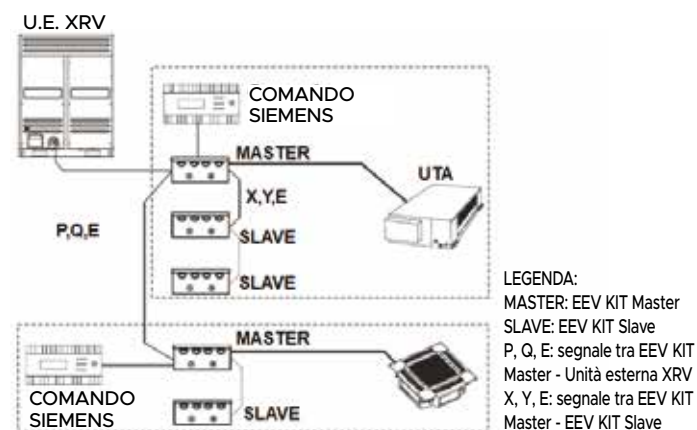 U.E. XRV
COMANDO
SIEMENS
MASTER
UTA
X,Y,E
P,Q,E
SLAVE
SLAVE
MASTER
COMANDO
SIEMENS
SLAVE
LEGENDA:
MASTER: EEV KIT Master
SLAVE: EEV KIT Slave
P, Q, E: segnale tra EEV KIT
Master - Unità esterna XRV
X, Y, E: segnale tra EEV KIT
Master - EEV KIT Slave